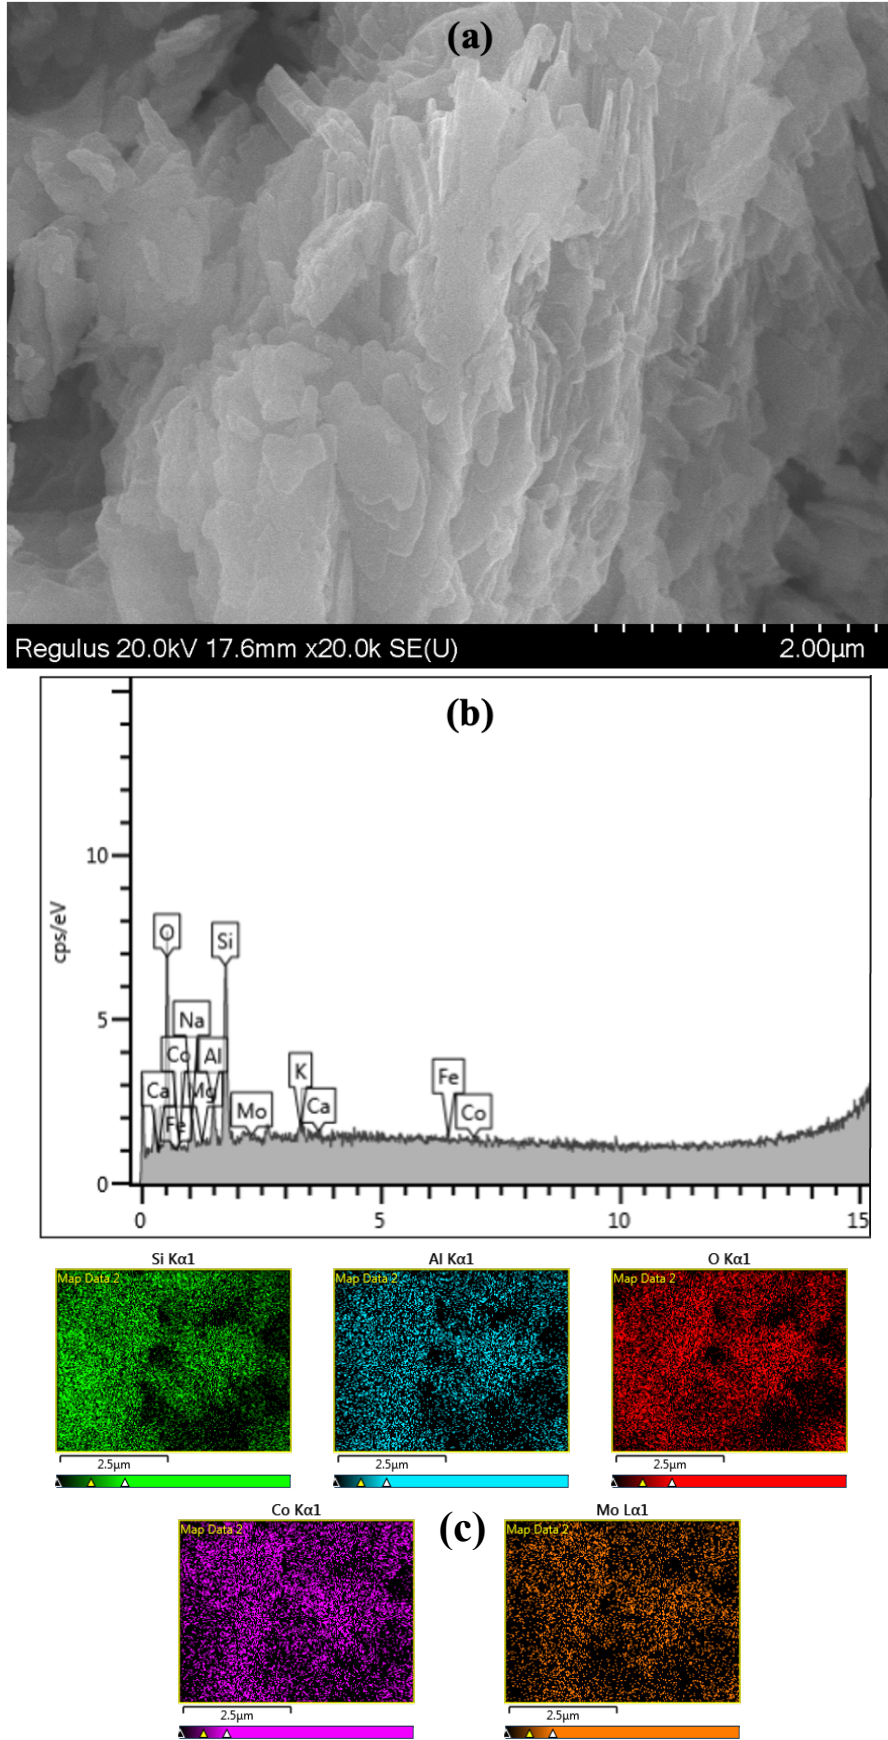 (a)
Regulus 20.0kV 17.6mm x20.0k SE(U) 2.00µm
(b)
cps/eV
10
5
0
O
Si
Na
Co
Al
Ca
Mg
Fe
Mo
K
Ca
Fe
Co
0 5 10 15
Si Kα1 Al Kα1 O Kα1
Map Data 2 Map Data 2 Map Data 2
2.5µm 2.5µm 2.5µm
Co Kα1 (c) Mo Lα1
Map Data 2 Map Data 2
2.5µm 2.5µm